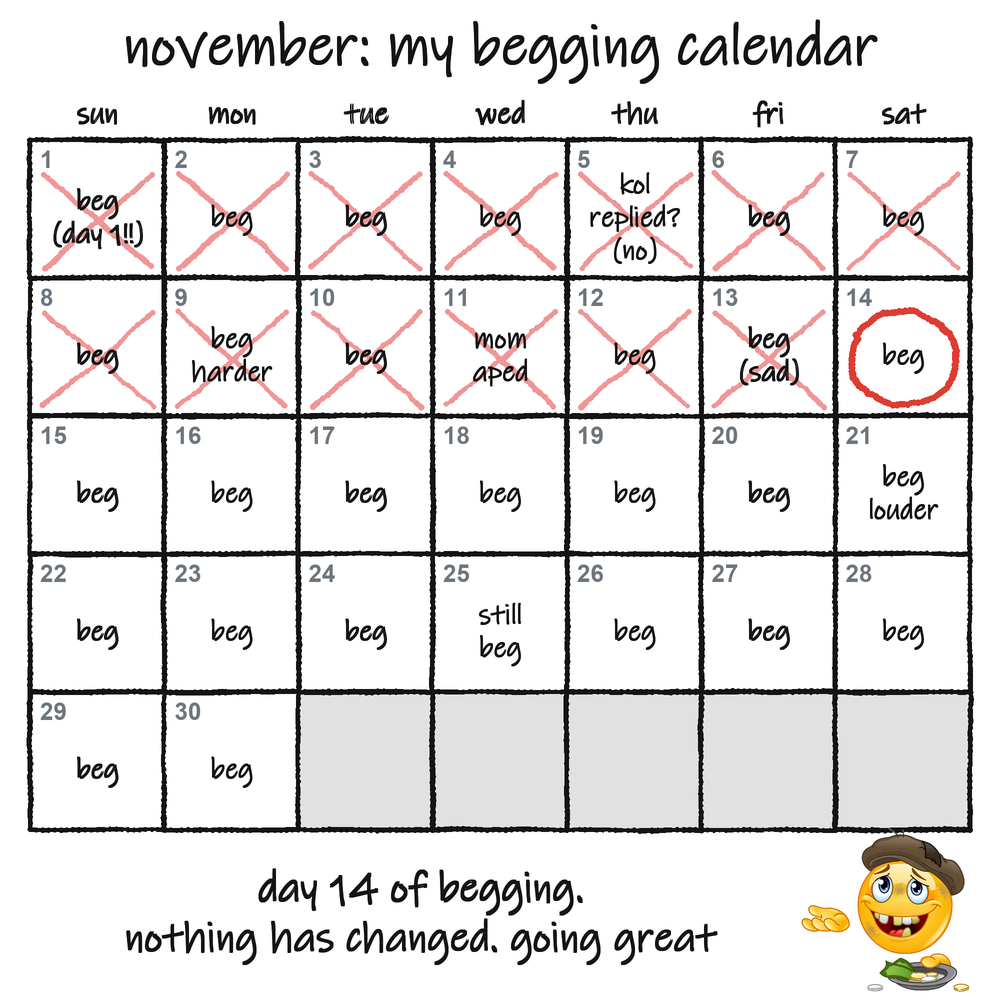 november: my begging calendar
sun mon tue wed thu fri sat
1 2 3 4 5 6 7
beg
(day 1!!)
beg
beg
beg
kol
replied?
(no)
beg
beg
8 9 10 11 12 13 14
beg
beg
harder
beg
mom
aped
beg
beg
(sad)
beg
15 16 17 18 19 20 21
beg
beg
beg
beg
beg
beg
beg
louder
22 23 24 25 26 27 28
beg
beg
beg
still
beg
beg
beg
beg
29 30
beg
beg
day 14 of begging.
nothing has changed. going great